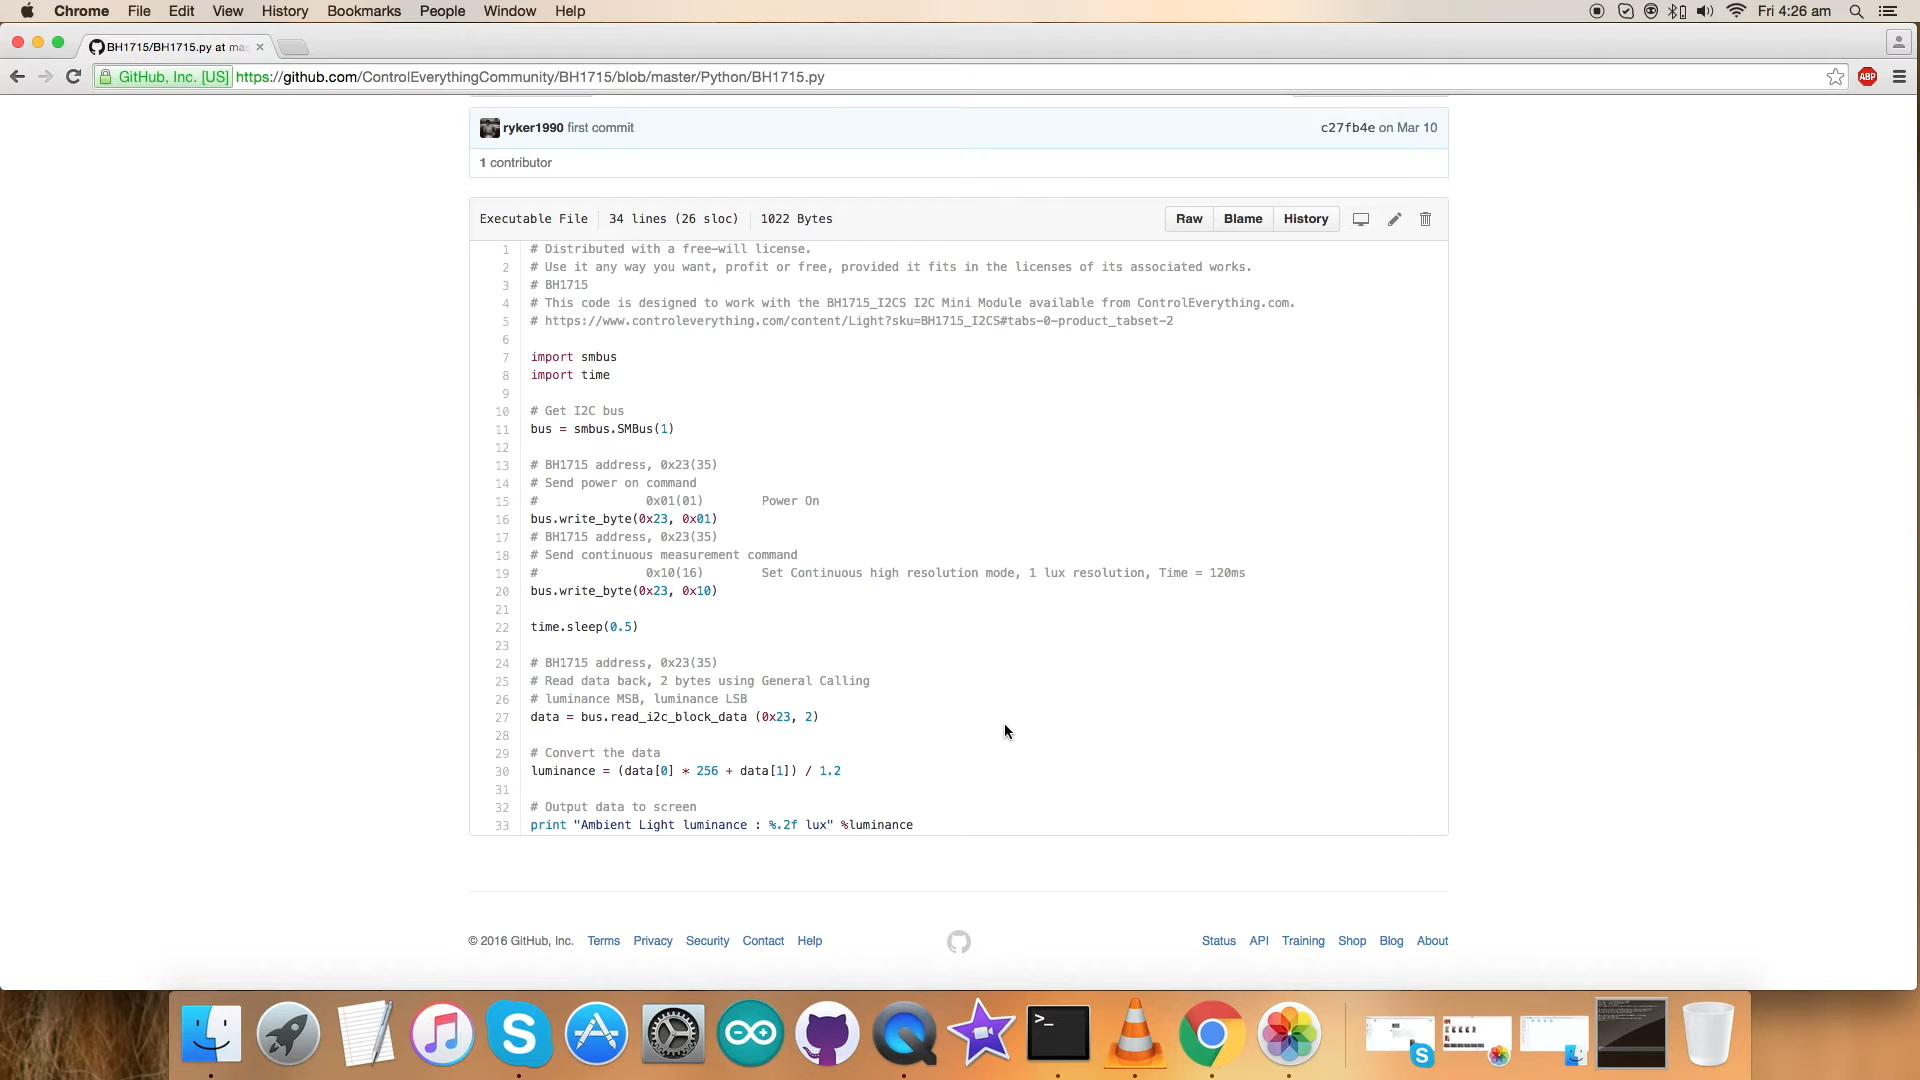 Chrome File Edit View History Bookmarks People Window Help Fri 4:26 am
BH1715/BH1715.py at mas
GitHub, Inc. [US] https://github.com/ControlEverythingCommunity/BH1715/blob/master/Python/BH1715.py
ABP
ryker1990 first commit c27fb4e on Mar 10
1 contributor
Executable File 34 lines (26 sloc) 1022 Bytes Raw Blame History
1 # Distributed with a free-will license.
2 # Use it any way you want, profit or free, provided it fits in the licenses of its associated works.
3 # BH1715
4 # This code is designed to work with the BH1715_I2CS I2C Mini Module available from ControlEverything.com.
5 # https://www.controleverything.com/content/Light?sku=BH1715_I2CS#tabs-0-product_tabset-2
6
7 import smbus
8 import time
9
10 # Get I2C bus
11 bus = smbus.SMBus(1)
12
13 # BH1715 address, 0x23(35)
14 # Send power on command
15 # 0x01(01) Power On
16 bus.write_byte(0x23, 0x01)
17 # BH1715 address, 0x23(35)
18 # Send continuous measurement command
19 # 0x10(16) Set Continuous high resolution mode, 1 lux resolution, Time = 120ms
20 bus.write_byte(0x23, 0x10)
21
22 time.sleep(0.5)
23
24 # BH1715 address, 0x23(35)
25 # Read data back, 2 bytes using General Calling
26 # luminance MSB, luminance LSB
27 data = bus.read_i2c_block_data (0x23, 2)
28
29 # Convert the data
30 luminance = (data[0] * 256 + data[1]) / 1.2
31
32 # Output data to screen
33 print "Ambient Light luminance : %.2f lux" %luminance
© 2016 GitHub, Inc. Terms Privacy Security Contact Help Status API Training Shop Blog About